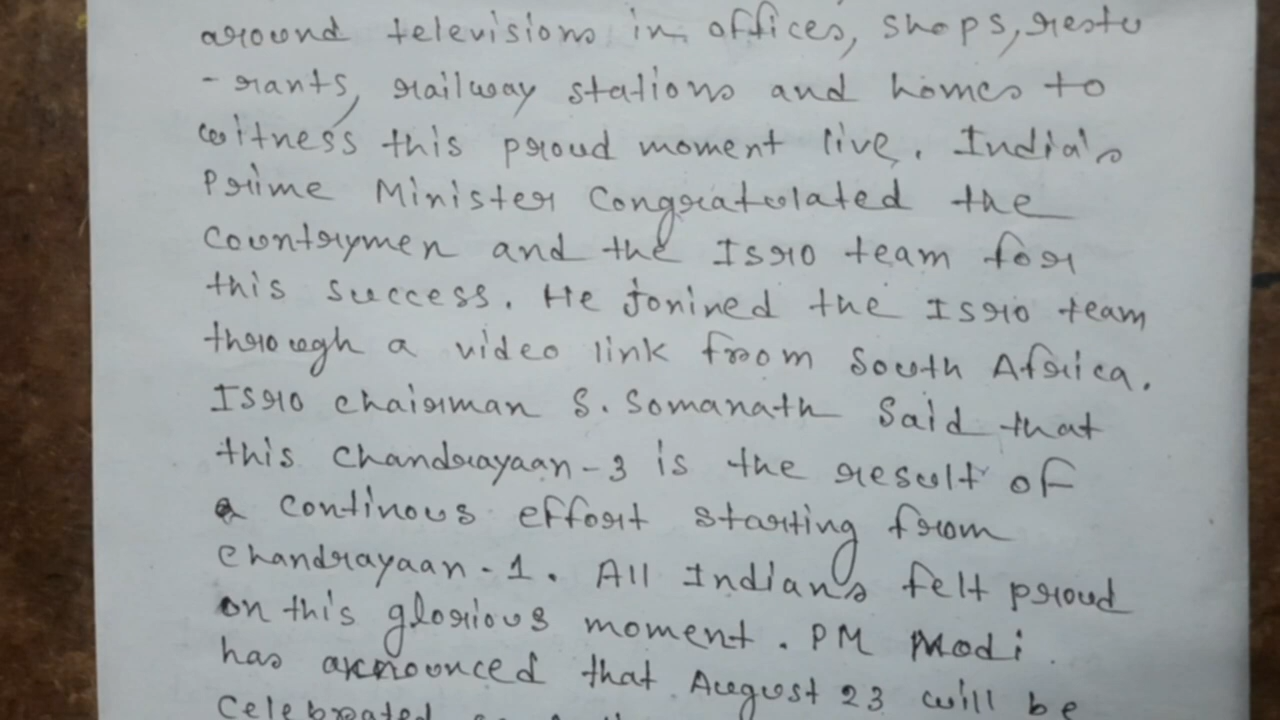 around televisions in offices, shops, restu
-rants, railway stations and homes to
witness this proud moment live. India's
Prime Minister Congratulated the
Countrymen and the Isro team for
this success. He jonined the Isro team
through a video link from South Africa.
Isro chairman S. Somanath Said that
this Chandrayaan-3 is the result of
a continous effort starting from
Chandrayaan-1. All Indians felt proud
on this glorious moment. PM Modi
has announced that August 23 will be
Celebrated